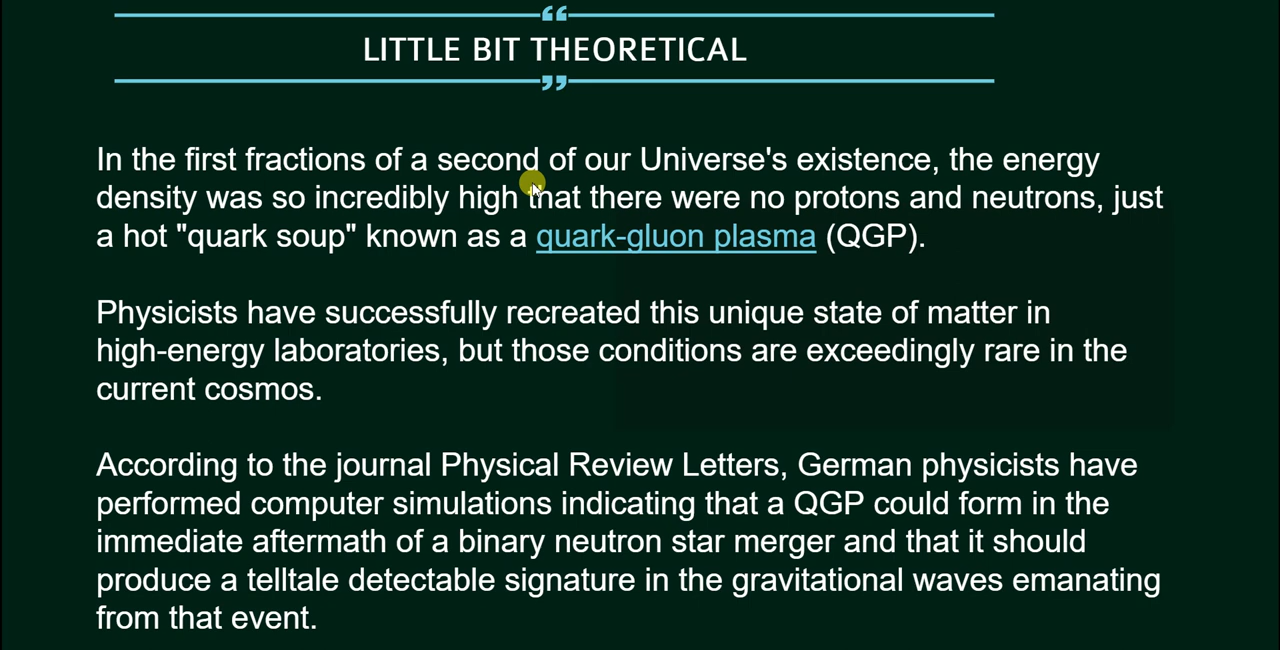 LITTLE BIT THEORETICAL
In the first fractions of a second of our Universe's existence, the energy
density was so incredibly high that there were no protons and neutrons, just
a hot "quark soup" known as a quark-gluon plasma (QGP).
Physicists have successfully recreated this unique state of matter in
high-energy laboratories, but those conditions are exceedingly rare in the
current cosmos.
According to the journal Physical Review Letters, German physicists have
performed computer simulations indicating that a QGP could form in the
immediate aftermath of a binary neutron star merger and that it should
produce a telltale detectable signature in the gravitational waves emanating
from that event.